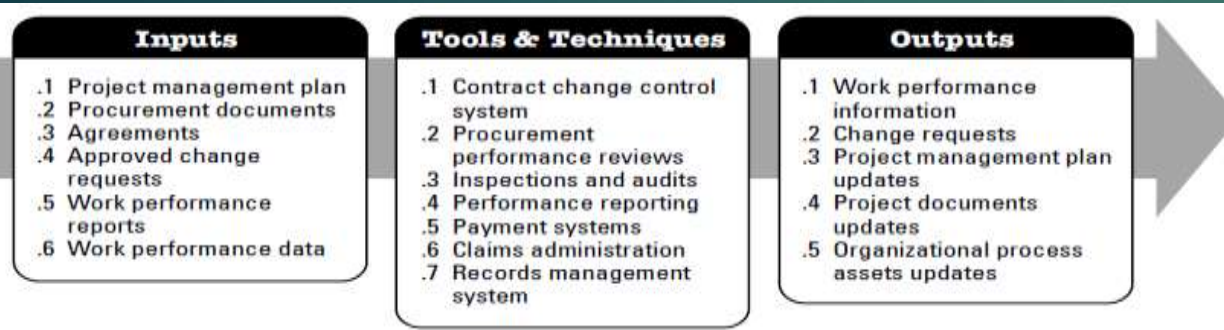 Inputs
.1 Project management plan
.2 Procurement documents
.3 Agreements
.4 Approved change
requests
.5 Work performance
reports
.6 Work performance data
Tools & Techniques
.1 Contract change control
system
.2 Procurement
performance reviews
.3 Inspections and audits
.4 Performance reporting
.5 Payment systems
.6 Claims administration
.7 Records management
system
Outputs
.1 Work performance
information
.2 Change requests
.3 Project management plan
updates
.4 Project documents
updates
.5 Organizational process
assets updates